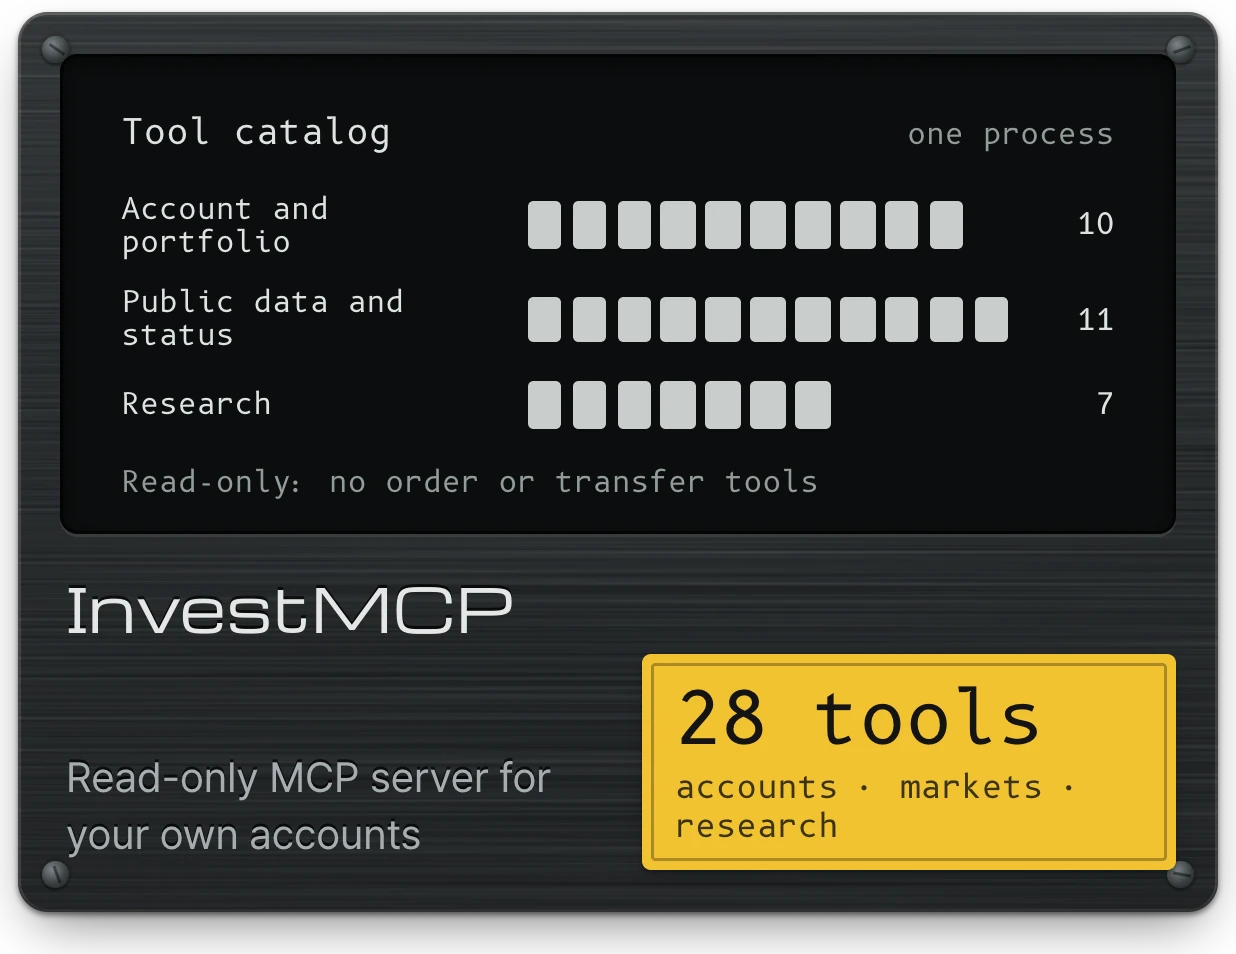 Tool catalog
one process
Account and
portfolio
10
Public data and
status
11
Research
7
Read-only: no order or transfer tools
InvestMCP
28 tools
accounts · markets ·
research
Read-only MCP server for
your own accounts